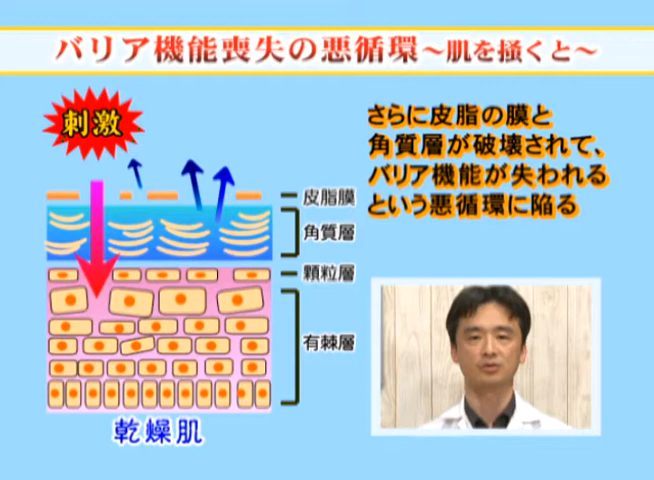 バリア機能喪失の悪循環～肌を掻くと～
刺激
さらに皮脂の膜と
角質層が破壊されて、
バリア機能が失われる
という悪循環に陥る
皮脂膜
角質層
顆粒層
有棘層
乾燥肌